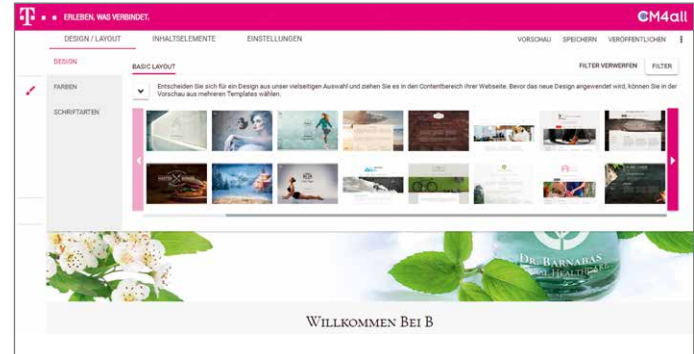 T ERLEBEN, WAS VERBINDET.
CM4all
DESIGN / LAYOUT INHALTSELEMENTE EINSTELLUNGEN VORSCHAU SPEICHERN VERÖFFENTLICHEN
DESIGN
FARBEN
SCHRIFTARTEN
BASIC LAYOUT FILTER VERWERFEN FILTER
Entscheiden Sie sich für ein Design aus unser vielseitigen Auswahl und ziehen Sie es in den Contentbereich ihrer Webseite. Bevor das neue Design angewendet wird, können Sie in der
Vorschau aus mehreren Templates wählen.
DR. BARNABAS
WILLKOMMEN BEI B